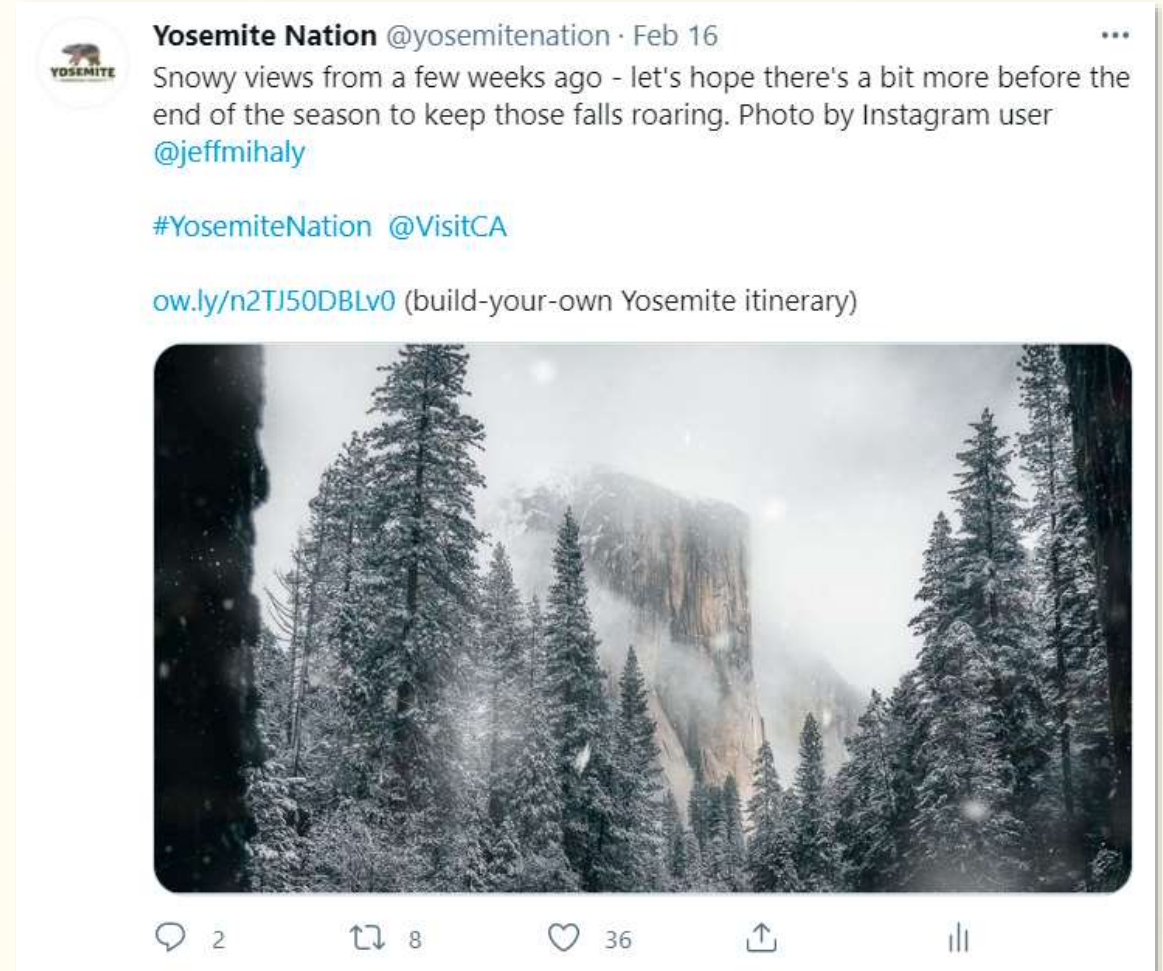 Yosemite Nation @yosemitenation · Feb 16
YOSEMITE
Snowy views from a few weeks ago - let's hope there's a bit more before the
end of the season to keep those falls roaring. Photo by Instagram user
@jeffmihaly
#YosemiteNation @VisitCA
ow.ly/n2TJ50DBLv0 (build-your-own Yosemite itinerary)
2 8 36